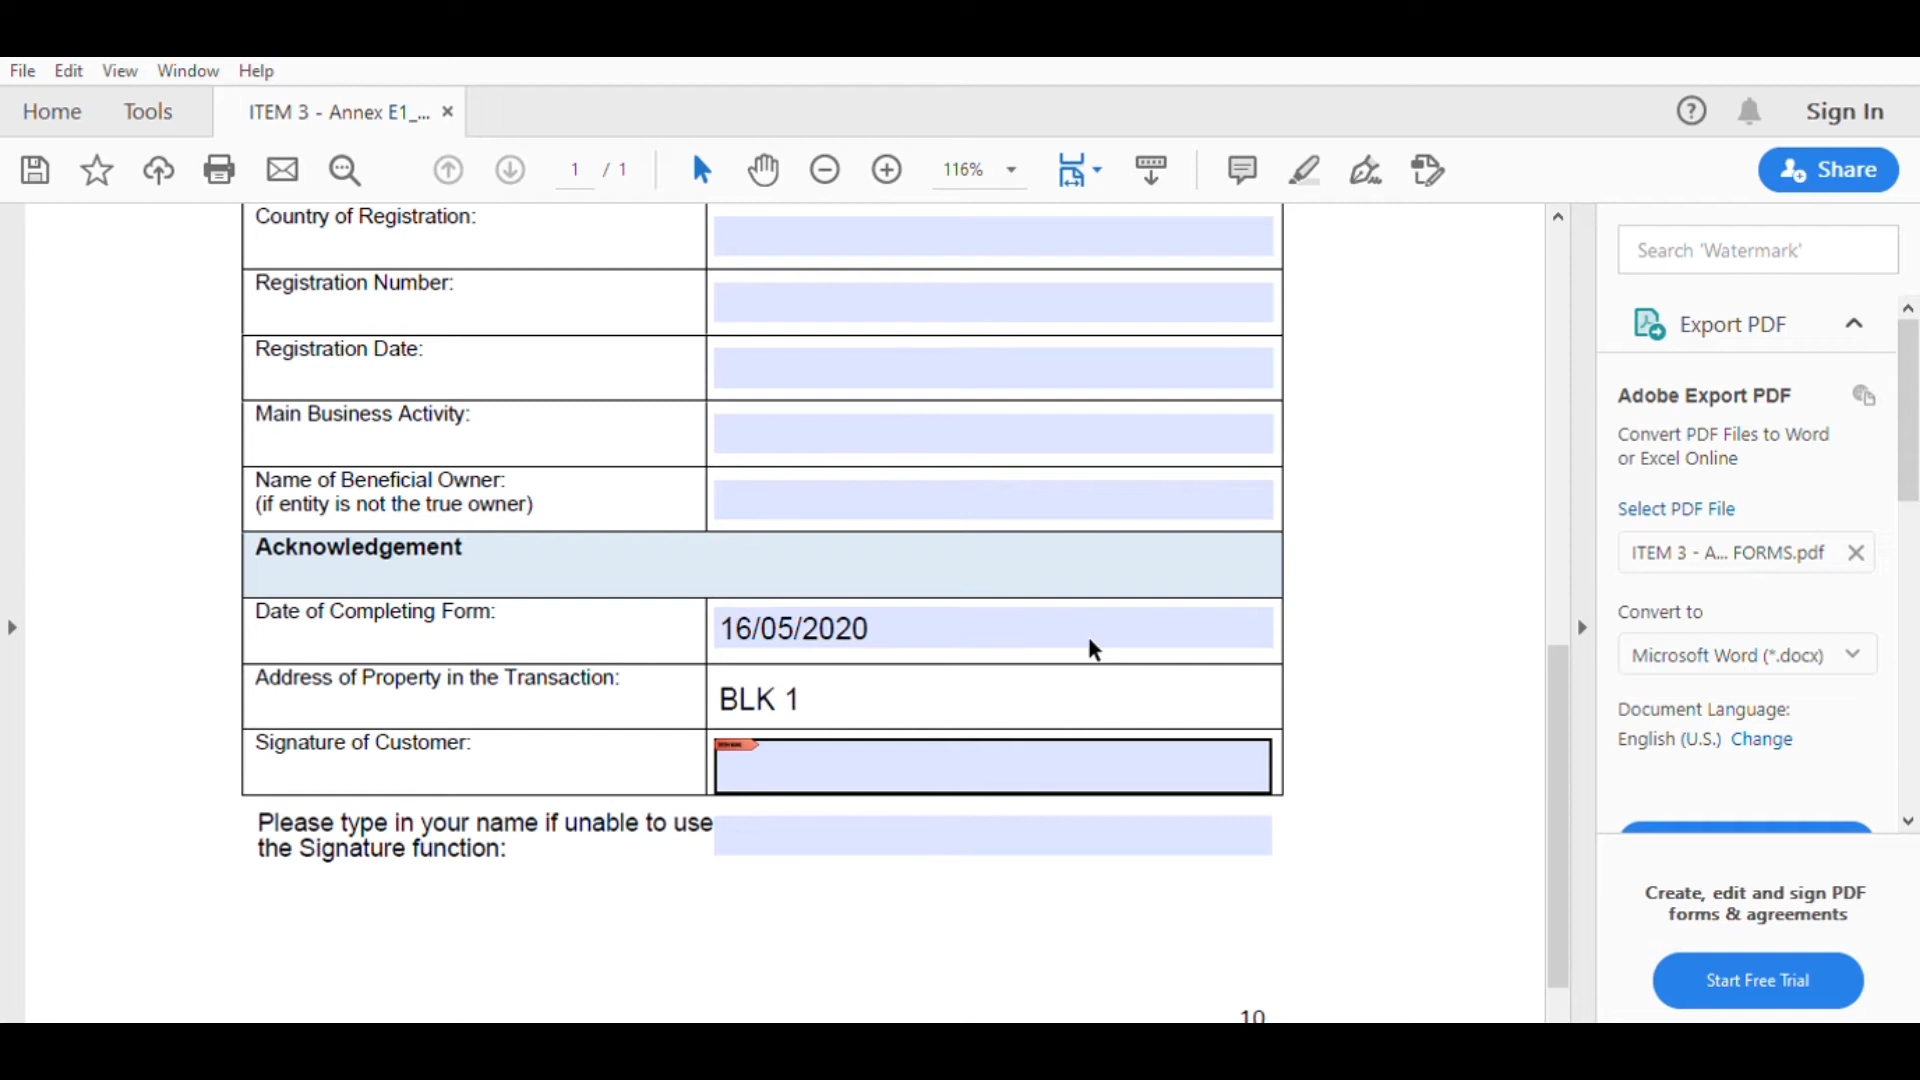 File Edit View Window Help
Home Tools ITEM 3 - Annex E1_... × Sign In
1 / 1 116% Share
Country of Registration:
Registration Number:
Registration Date:
Main Business Activity:
Name of Beneficial Owner:
(if entity is not the true owner)
Acknowledgement
Date of Completing Form: 16/05/2020
Address of Property in the Transaction: BLK 1
Signature of Customer:
Please type in your name if unable to use
the Signature function:
10
Search 'Watermark'
Export PDF
Adobe Export PDF
Convert PDF Files to Word
or Excel Online
Select PDF File
ITEM 3 - A... FORMS.pdf
Convert to
Microsoft Word (*.docx)
Document Language:
English (U.S.) Change
Create, edit and sign PDF
forms & agreements
Start Free Trial